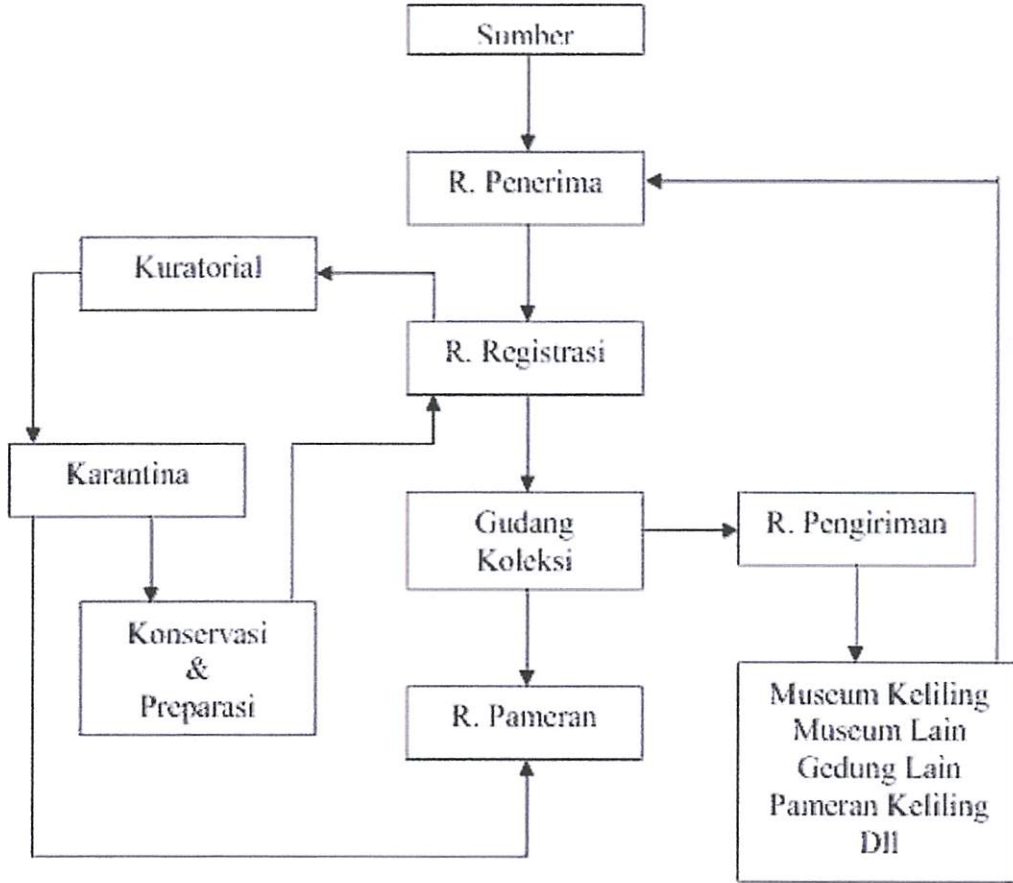 Sumber
R. Penerima
Kuratorial
R. Registrasi
Karantina
Gudang
Koleksi
R. Pengiriman
Konservasi
&
Preparasi
R. Pameran
Museum Keliling
Museum Lain
Gedung Lain
Pameran Keliling
Dll